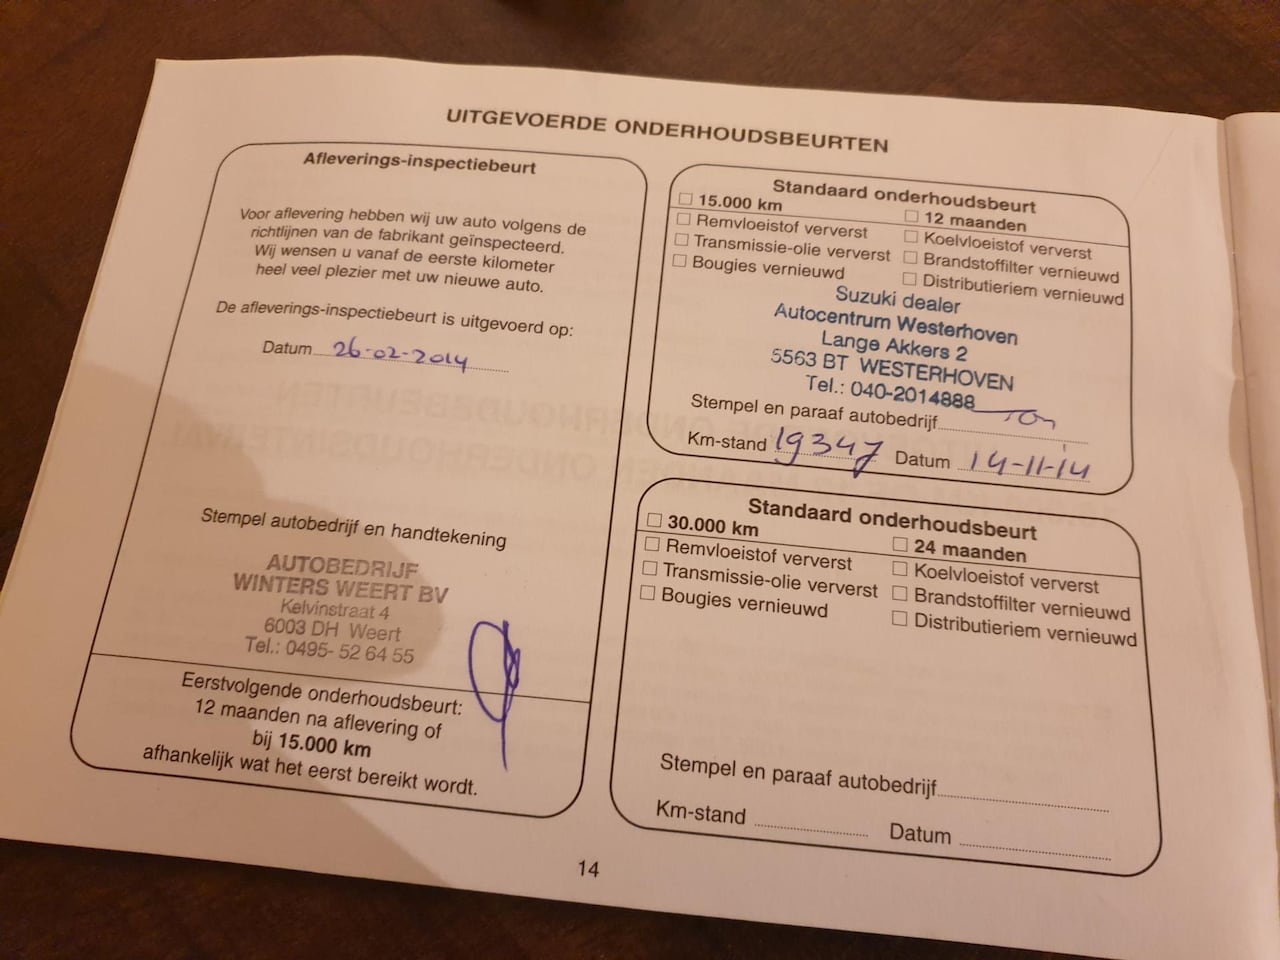 UITGEVOERDE ONDERHOUDSBEURTEN
Afleverings-inspectiebeurt
Voor aflevering hebben wij uw auto volgens de
richtlijnen van de fabrikant geïnspecteerd.
Wij wensen u vanaf de eerste kilometer
heel veel plezier met uw nieuwe auto.
De afleverings-inspectiebeurt is uitgevoerd op:
Datum 26-02-2014
Stempel autobedrijf en handtekening
AUTOBEDRIJF
WINTERS WEERT BV
Kelvinstraat 4
6003 DH Weert
Tel.: 0495- 52 64 55
Eerstvolgende onderhoudsbeurt:
12 maanden na aflevering of
bij 15.000 km
afhankelijk wat het eerst bereikt wordt.
Standaard onderhoudsbeurt
15.000 km 12 maanden
Remvloeistof ververst Koelvloeistof ververst
Transmissie-olie ververst Brandstoffilter vernieuwd
Bougies vernieuwd Distributieriem vernieuwd
Suzuki dealer
Autocentrum Westerhoven
Lange Akkers 2
5563 BT WESTERHOVEN
Tel.: 040-2014888
Stempel en paraaf autobedrijf
Km-stand 19347 Datum 14-11-14
Standaard onderhoudsbeurt
30.000 km 24 maanden
Remvloeistof ververst Koelvloeistof ververst
Transmissie-olie ververst Brandstoffilter vernieuwd
Bougies vernieuwd Distributieriem vernieuwd
Stempel en paraaf autobedrijf
Km-stand Datum
14